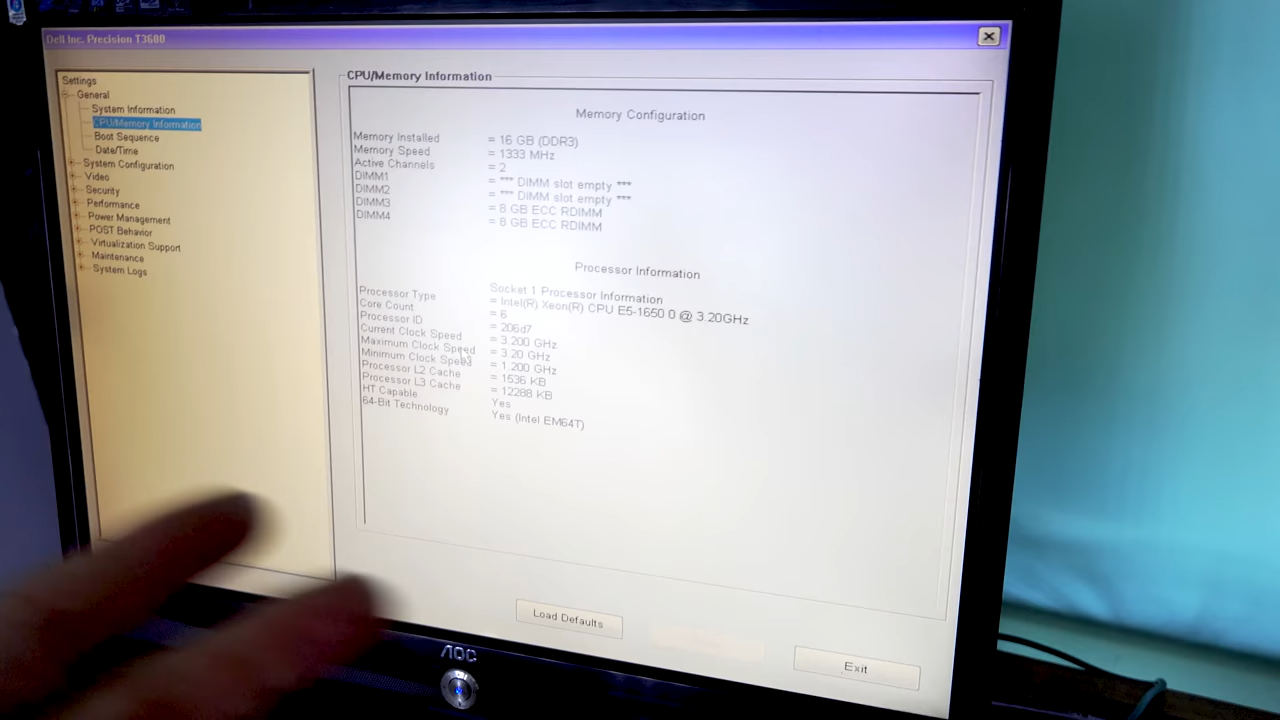 Dell Inc. Precision T3600
Settings
General
System Information
CPU/Memory Information
Boot Sequence
Date/Time
System Configuration
Video
Security
Performance
Power Management
POST Behavior
Virtualization Support
Maintenance
System Logs
CPU/Memory Information
Memory Configuration
Memory Installed = 16 GB (DDR3)
Memory Speed = 1333 MHz
Active Channels = 2
DIMM1 = *** DIMM slot empty ***
DIMM2 = *** DIMM slot empty ***
DIMM3 = 8 GB ECC RDIMM
DIMM4 = 8 GB ECC RDIMM
Processor Information
Socket 1 Processor Information
Processor Type = Intel(R) Xeon(R) CPU E5-1650 0 @ 3.20GHz
Core Count = 6
Processor ID = 206d7
Current Clock Speed = 3.200 GHz
Maximum Clock Speed = 3.20 GHz
Minimum Clock Speed = 1.200 GHz
Processor L2 Cache = 1536 KB
Processor L3 Cache = 12288 KB
HT Capable Yes
64-Bit Technology Yes (Intel EM64T)
Load Defaults
Exit
AOC